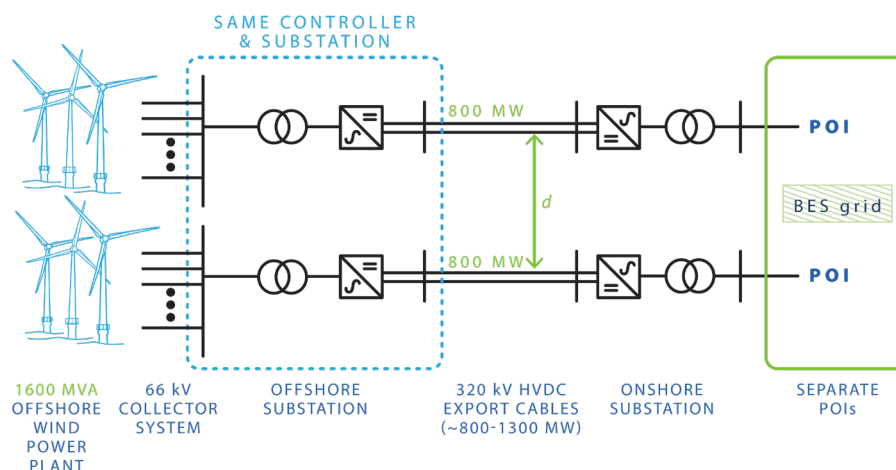 SAME CONTROLLER
& SUBSTATION
800 MW
POI
d
BES grid
800 MW
POI
1600 MVA
OFFSHORE
WIND
POWER
PLANT
66 kV
COLLECTOR
SYSTEM
OFFSHORE
SUBSTATION
320 kV HVDC
EXPORT CABLES
(~800-1300 MW)
ONSHORE
SUBSTATION
SEPARATE
POIs